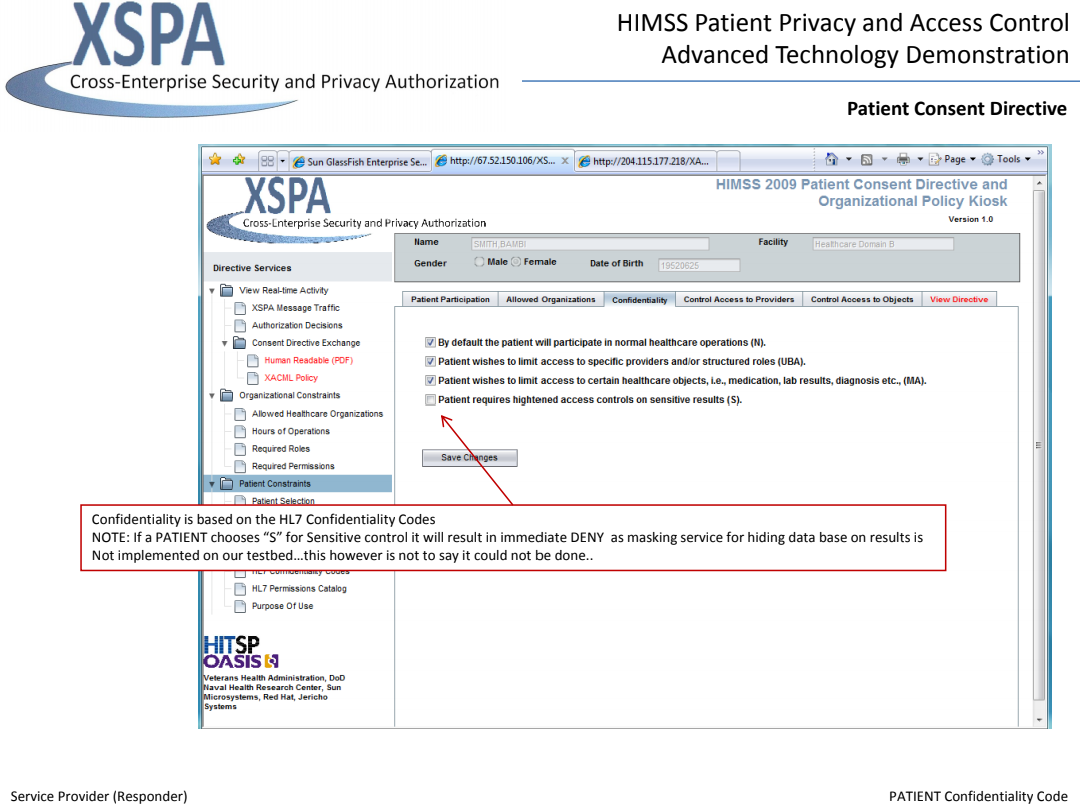 XSPA
Cross-Enterprise Security and Privacy Authorization
HIMSS Patient Privacy and Access Control
Advanced Technology Demonstration
Patient Consent Directive
Sun GlassFish Enterprise Se...
http://67.52.150.106/XS...
http://204.115.177.218/XA...
Page
Tools
XSPA
Cross-Enterprise Security and Privacy Authorization
HIMSS 2009 Patient Consent Directive and
Organizational Policy Kiosk
Version 1.0
Name SMITH,BAMBI Facility Healthcare Domain B
Gender Male Female Date of Birth 19520625
Directive Services
View Real-time Activity
XSPA Message Traffic
Authorization Decisions
Consent Directive Exchange
Human Readable (PDF)
XACML Policy
Organizational Constraints
Allowed Healthcare Organizations
Hours of Operations
Required Roles
Required Permissions
Patient Constraints
Patient Selection
Patient Participation Allowed Organizations Confidentiality Control Access to Providers Control Access to Objects View Directive
By default the patient will participate in normal healthcare operations (N).
Patient wishes to limit access to specific providers and/or structured roles (UBA).
Patient wishes to limit access to certain healthcare objects, i.e., medication, lab results, diagnosis etc., (MA).
Patient requires hightened access controls on sensitive results (S).
Save Changes
Confidentiality is based on the HL7 Confidentiality Codes
NOTE: If a PATIENT chooses “S” for Sensitive control it will result in immediate DENY as masking service for hiding data base on results is
Not implemented on our testbed…this however is not to say it could not be done..
HL7 Confidentiality Codes
HL7 Permissions Catalog
Purpose Of Use
HITSP
OASIS
Veterans Health Administration, DoD
Naval Health Research Center, Sun
Microsystems, Red Hat, Jericho
Systems
Service Provider (Responder)
PATIENT Confidentiality Code